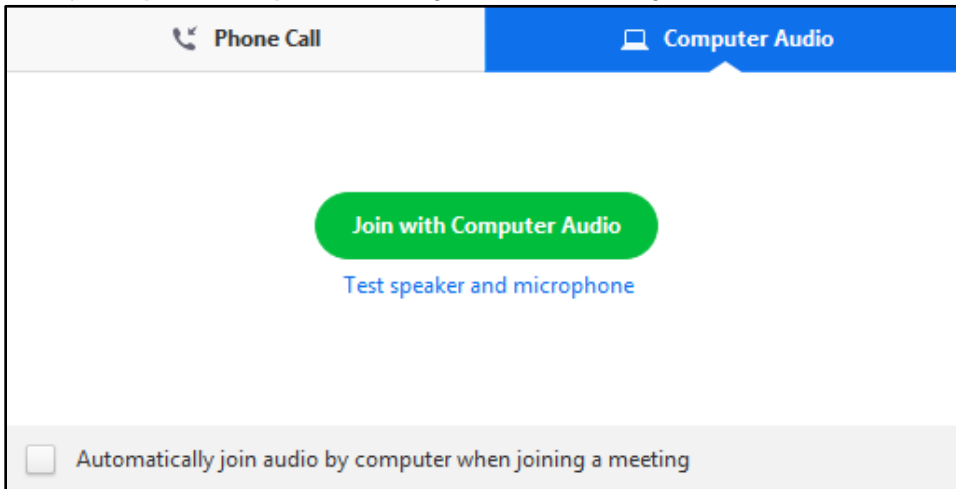 Phone Call
Computer Audio
Join with Computer Audio
Test speaker and microphone
Automatically join audio by computer when joining a meeting